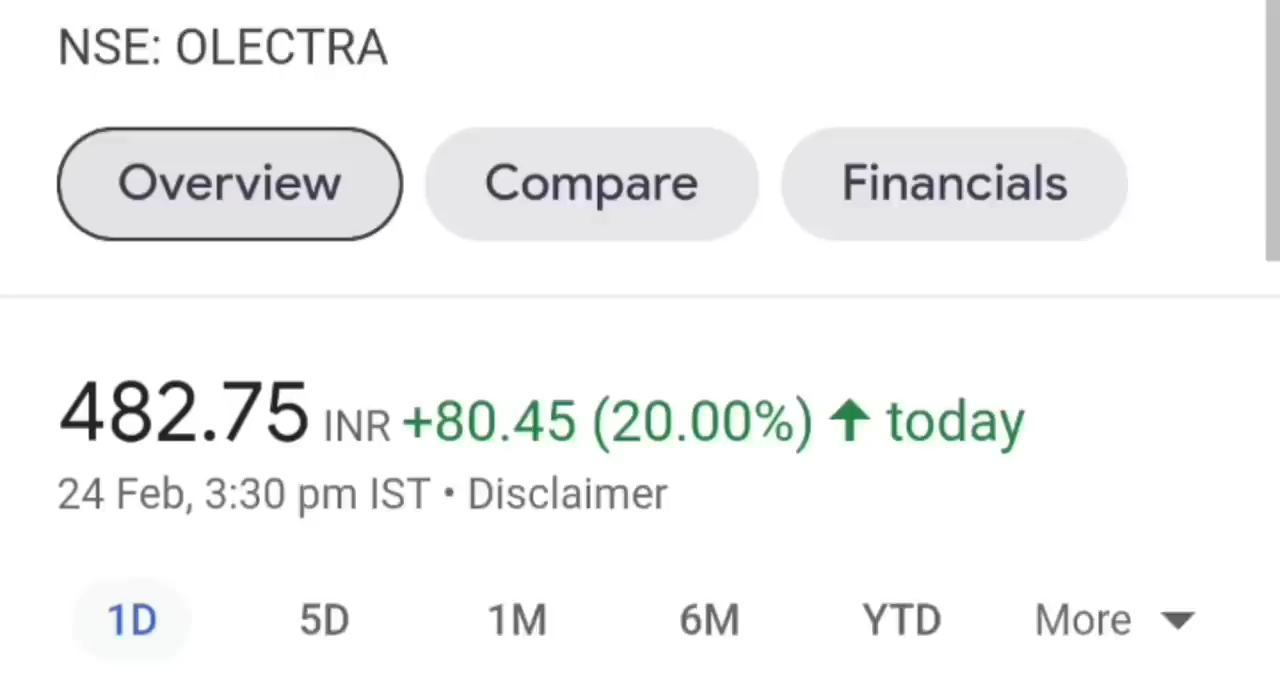 NSE: OLECTRA
Overview Compare Financials
482.75 INR +80.45 (20.00%) ↑ today
24 Feb, 3:30 pm IST • Disclaimer
1D 5D 1M 6M YTD More